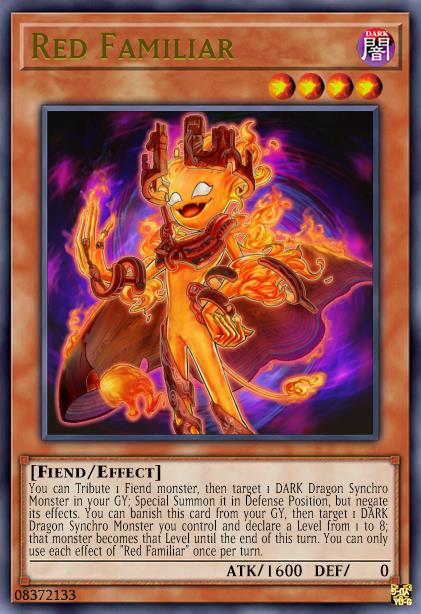 Red Familiar
DARK
闇
[Fiend/Effect]
You can Tribute 1 Fiend monster, then target 1 DARK Dragon Synchro
Monster in your GY; Special Summon it in Defense Position, but negate
its effects. You can banish this card from your GY, then target 1 DARK
Dragon Synchro Monster you control and declare a Level from 1 to 8;
that monster becomes that Level until the end of this turn. You can only
use each effect of "Red Familiar" once per turn.
ATK/1600 DEF/ 0
08372133